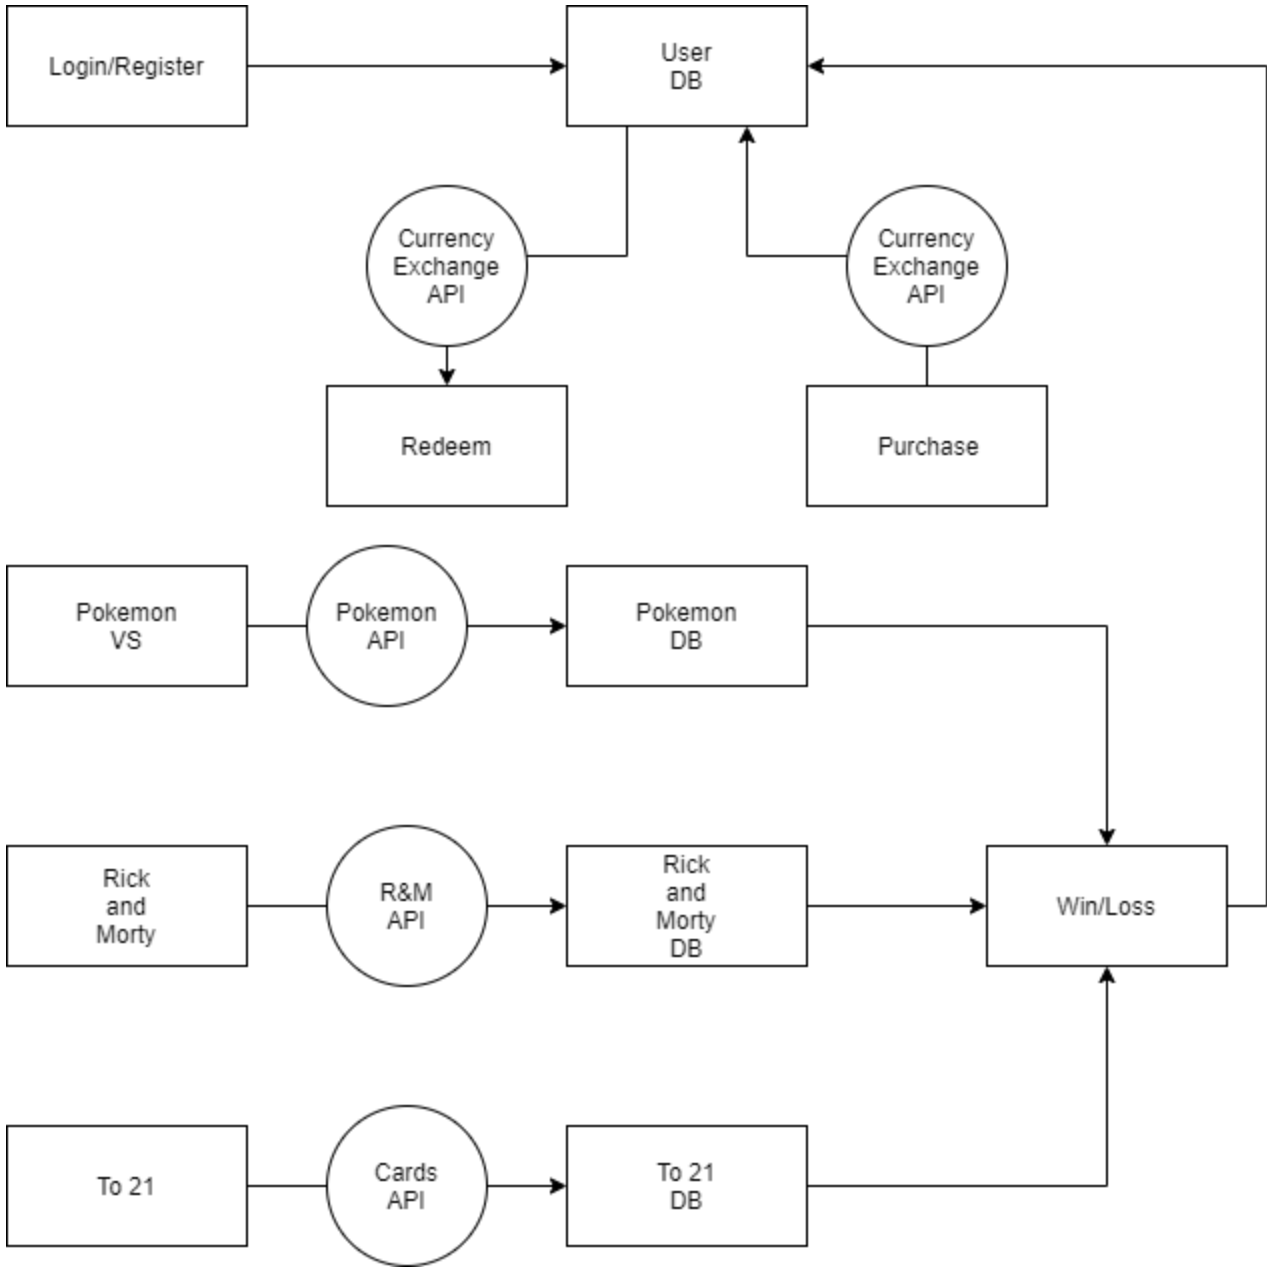 Login/Register
User
DB
Currency
Exchange
API
Currency
Exchange
API
Redeem
Purchase
Pokemon
VS
Pokemon
API
Pokemon
DB
Rick
and
Morty
R&M
API
Rick
and
Morty
DB
Win/Loss
To 21
Cards
API
To 21
DB